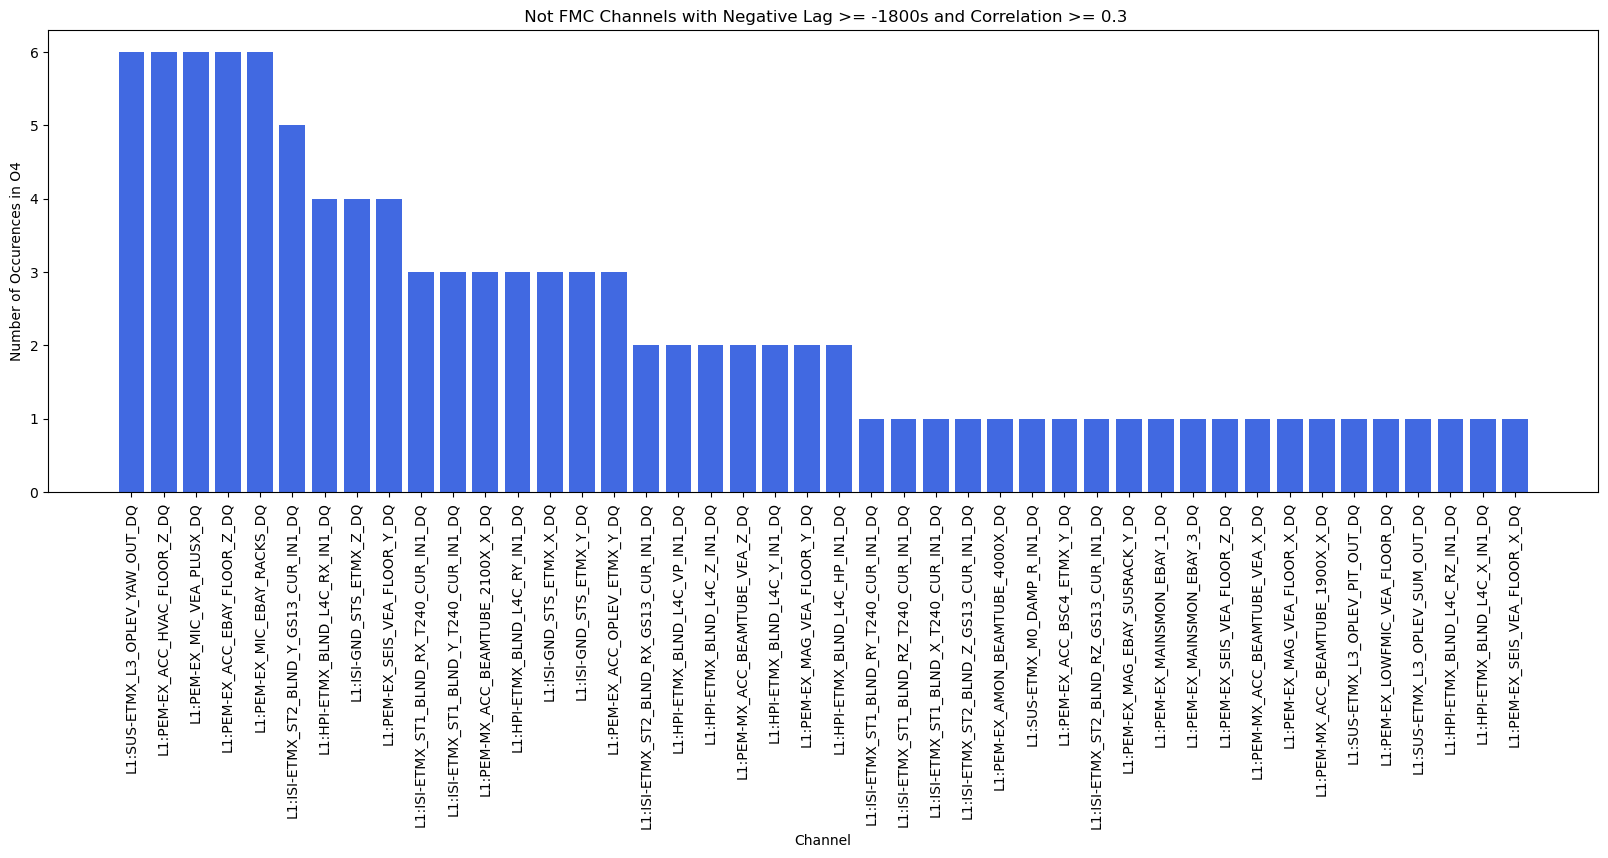 Not FMC Channels with Negative Lag >= -1800s and Correlation >= 0.3
Number of Occurences in O4
6
5
4
3
2
1
0
L1:SUS-ETMX_L3_OPLEV_YAW_OUT_DQ
L1:PEM-EX_ACC_HVAC_FLOOR_Z_DQ
L1:PEM-EX_MIC_VEA_PLUSX_DQ
L1:PEM-EX_ACC_EBAY_FLOOR_Z_DQ
L1:PEM-EX_MIC_EBAY_RACKS_DQ
L1:ISI-ETMX_ST2_BLND_Y_GS13_CUR_IN1_DQ
L1:HPI-ETMX_BLND_L4C_RX_IN1_DQ
L1:ISI-GND_STS_ETMX_Z_DQ
L1:PEM-EX_SEIS_VEA_FLOOR_Y_DQ
L1:ISI-ETMX_ST1_BLND_RX_T240_CUR_IN1_DQ
L1:ISI-ETMX_ST1_BLND_Y_T240_CUR_IN1_DQ
L1:PEM-MX_ACC_BEAMTUBE_2100X_X_DQ
L1:HPI-ETMX_BLND_L4C_RY_IN1_DQ
L1:ISI-GND_STS_ETMX_X_DQ
L1:ISI-GND_STS_ETMX_Y_DQ
L1:PEM-EX_ACC_OPLEV_ETMX_Y_DQ
L1:ISI-ETMX_ST2_BLND_RX_GS13_CUR_IN1_DQ
L1:HPI-ETMX_BLND_L4C_VP_IN1_DQ
L1:HPI-ETMX_BLND_L4C_Z_IN1_DQ
L1:PEM-MX_ACC_BEAMTUBE_VEA_Z_DQ
L1:HPI-ETMX_BLND_L4C_Y_IN1_DQ
L1:PEM-EX_MAG_VEA_FLOOR_Y_DQ
L1:HPI-ETMX_BLND_L4C_HP_IN1_DQ
L1:ISI-ETMX_ST1_BLND_RY_T240_CUR_IN1_DQ
L1:ISI-ETMX_ST1_BLND_RZ_T240_CUR_IN1_DQ
L1:ISI-ETMX_ST1_BLND_X_T240_CUR_IN1_DQ
L1:ISI-ETMX_ST2_BLND_Z_GS13_CUR_IN1_DQ
L1:PEM-EX_AMON_BEAMTUBE_4000X_DQ
L1:SUS-ETMX_M0_DAMP_R_IN1_DQ
L1:PEM-EX_ACC_BSC4_ETMX_Y_DQ
L1:ISI-ETMX_ST2_BLND_RZ_GS13_CUR_IN1_DQ
L1:PEM-EX_MAG_EBAY_SUSRACK_Y_DQ
L1:PEM-EX_MAINSMON_EBAY_1_DQ
L1:PEM-EX_MAINSMON_EBAY_3_DQ
L1:PEM-EX_SEIS_VEA_FLOOR_Z_DQ
L1:PEM-MX_ACC_BEAMTUBE_VEA_X_DQ
L1:PEM-EX_MAG_VEA_FLOOR_X_DQ
L1:PEM-MX_ACC_BEAMTUBE_1900X_X_DQ
L1:SUS-ETMX_L3_OPLEV_PIT_OUT_DQ
L1:PEM-EX_LOWFMIC_VEA_FLOOR_DQ
L1:SUS-ETMX_L3_OPLEV_SUM_OUT_DQ
L1:HPI-ETMX_BLND_L4C_RZ_IN1_DQ
L1:HPI-ETMX_BLND_L4C_X_IN1_DQ
L1:PEM-EX_SEIS_VEA_FLOOR_X_DQ
Channel